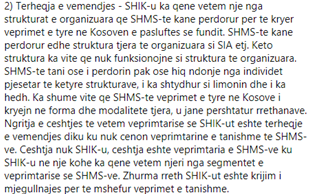 2) Terheqja e vemendjes - SHIK-u ka qene vetem nje nga
strukturat e organizuara qe SHMS-te kane perdorur per te kryer
veprimet e tyre ne Kosoven e pasluftes se fundit. SHMS-te kane
perdorur edhe struktura tjera te organizuara si SIA etj. Keto
struktura ka vite qe nuk funksionojne si struktura te organizuara.
SHMS-te tani ose i perdorin pak ose hiq ndonje nga individet
pjesetar te ketyre strukturave, i ka shtydhur si limonin dhe i ka
hedh. Ka shume vite qe SHMS-te veprimet e tyre ne Kosove i
kryejn ne forma dhe modalitete tjera, u jane pershtatur rrethanave.
Ngritja e ceshtjes te vetem veprimtarise se SHIK-ut eshte terheqje
e vemendjes diku ku nuk cenon veprimtarine e tanishme te SHMS-
ve. Ceshtja nuk SHIK-u, ceshtja eshte veprimtaria e SHMS-ve ku
SHIK-u ne nje kohe ka qene vetem njeri nga segmentet e
veprimtarise se SHMS-ve. Zhurma rreth SHIK-ut eshte krijim i
mjegullnajes per te mshefur veprimet e tanishme.